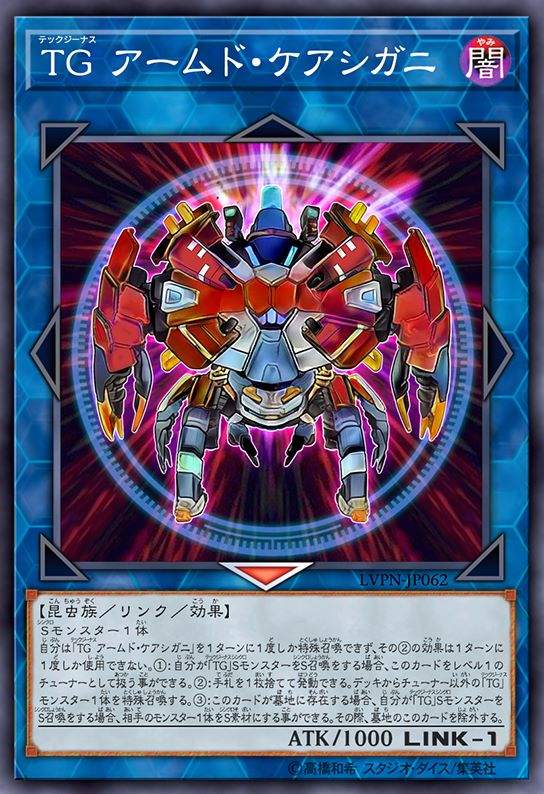 テックジーナス
TG アームド・ケアシガニ
やみ
闇
LVPN-JP062
【昆虫族／リンク／効果】
Sモンスター１体
自分は「TG アームド・ケアシガニ」を１ターンに１度しか特殊召喚できず、その②の効果は１ターンに
１度しか使用できない。①：自分が「TG」SモンスターをS召喚する場合、このカードをレベル１の
チューナーとして扱う事ができる。②：手札を１枚捨てて発動できる。デッキからチューナー以外の「TG」
モンスター１体を特殊召喚する。③：このカードが墓地に存在する場合、自分が「TG」Sモンスターを
S召喚をする場合、相手のモンスター１体をS素材にする事ができる。その際、墓地のこのカードを除外する。
ATK/1000 LINK-1
©高橋和希 スタジオ・ダイス/集英社